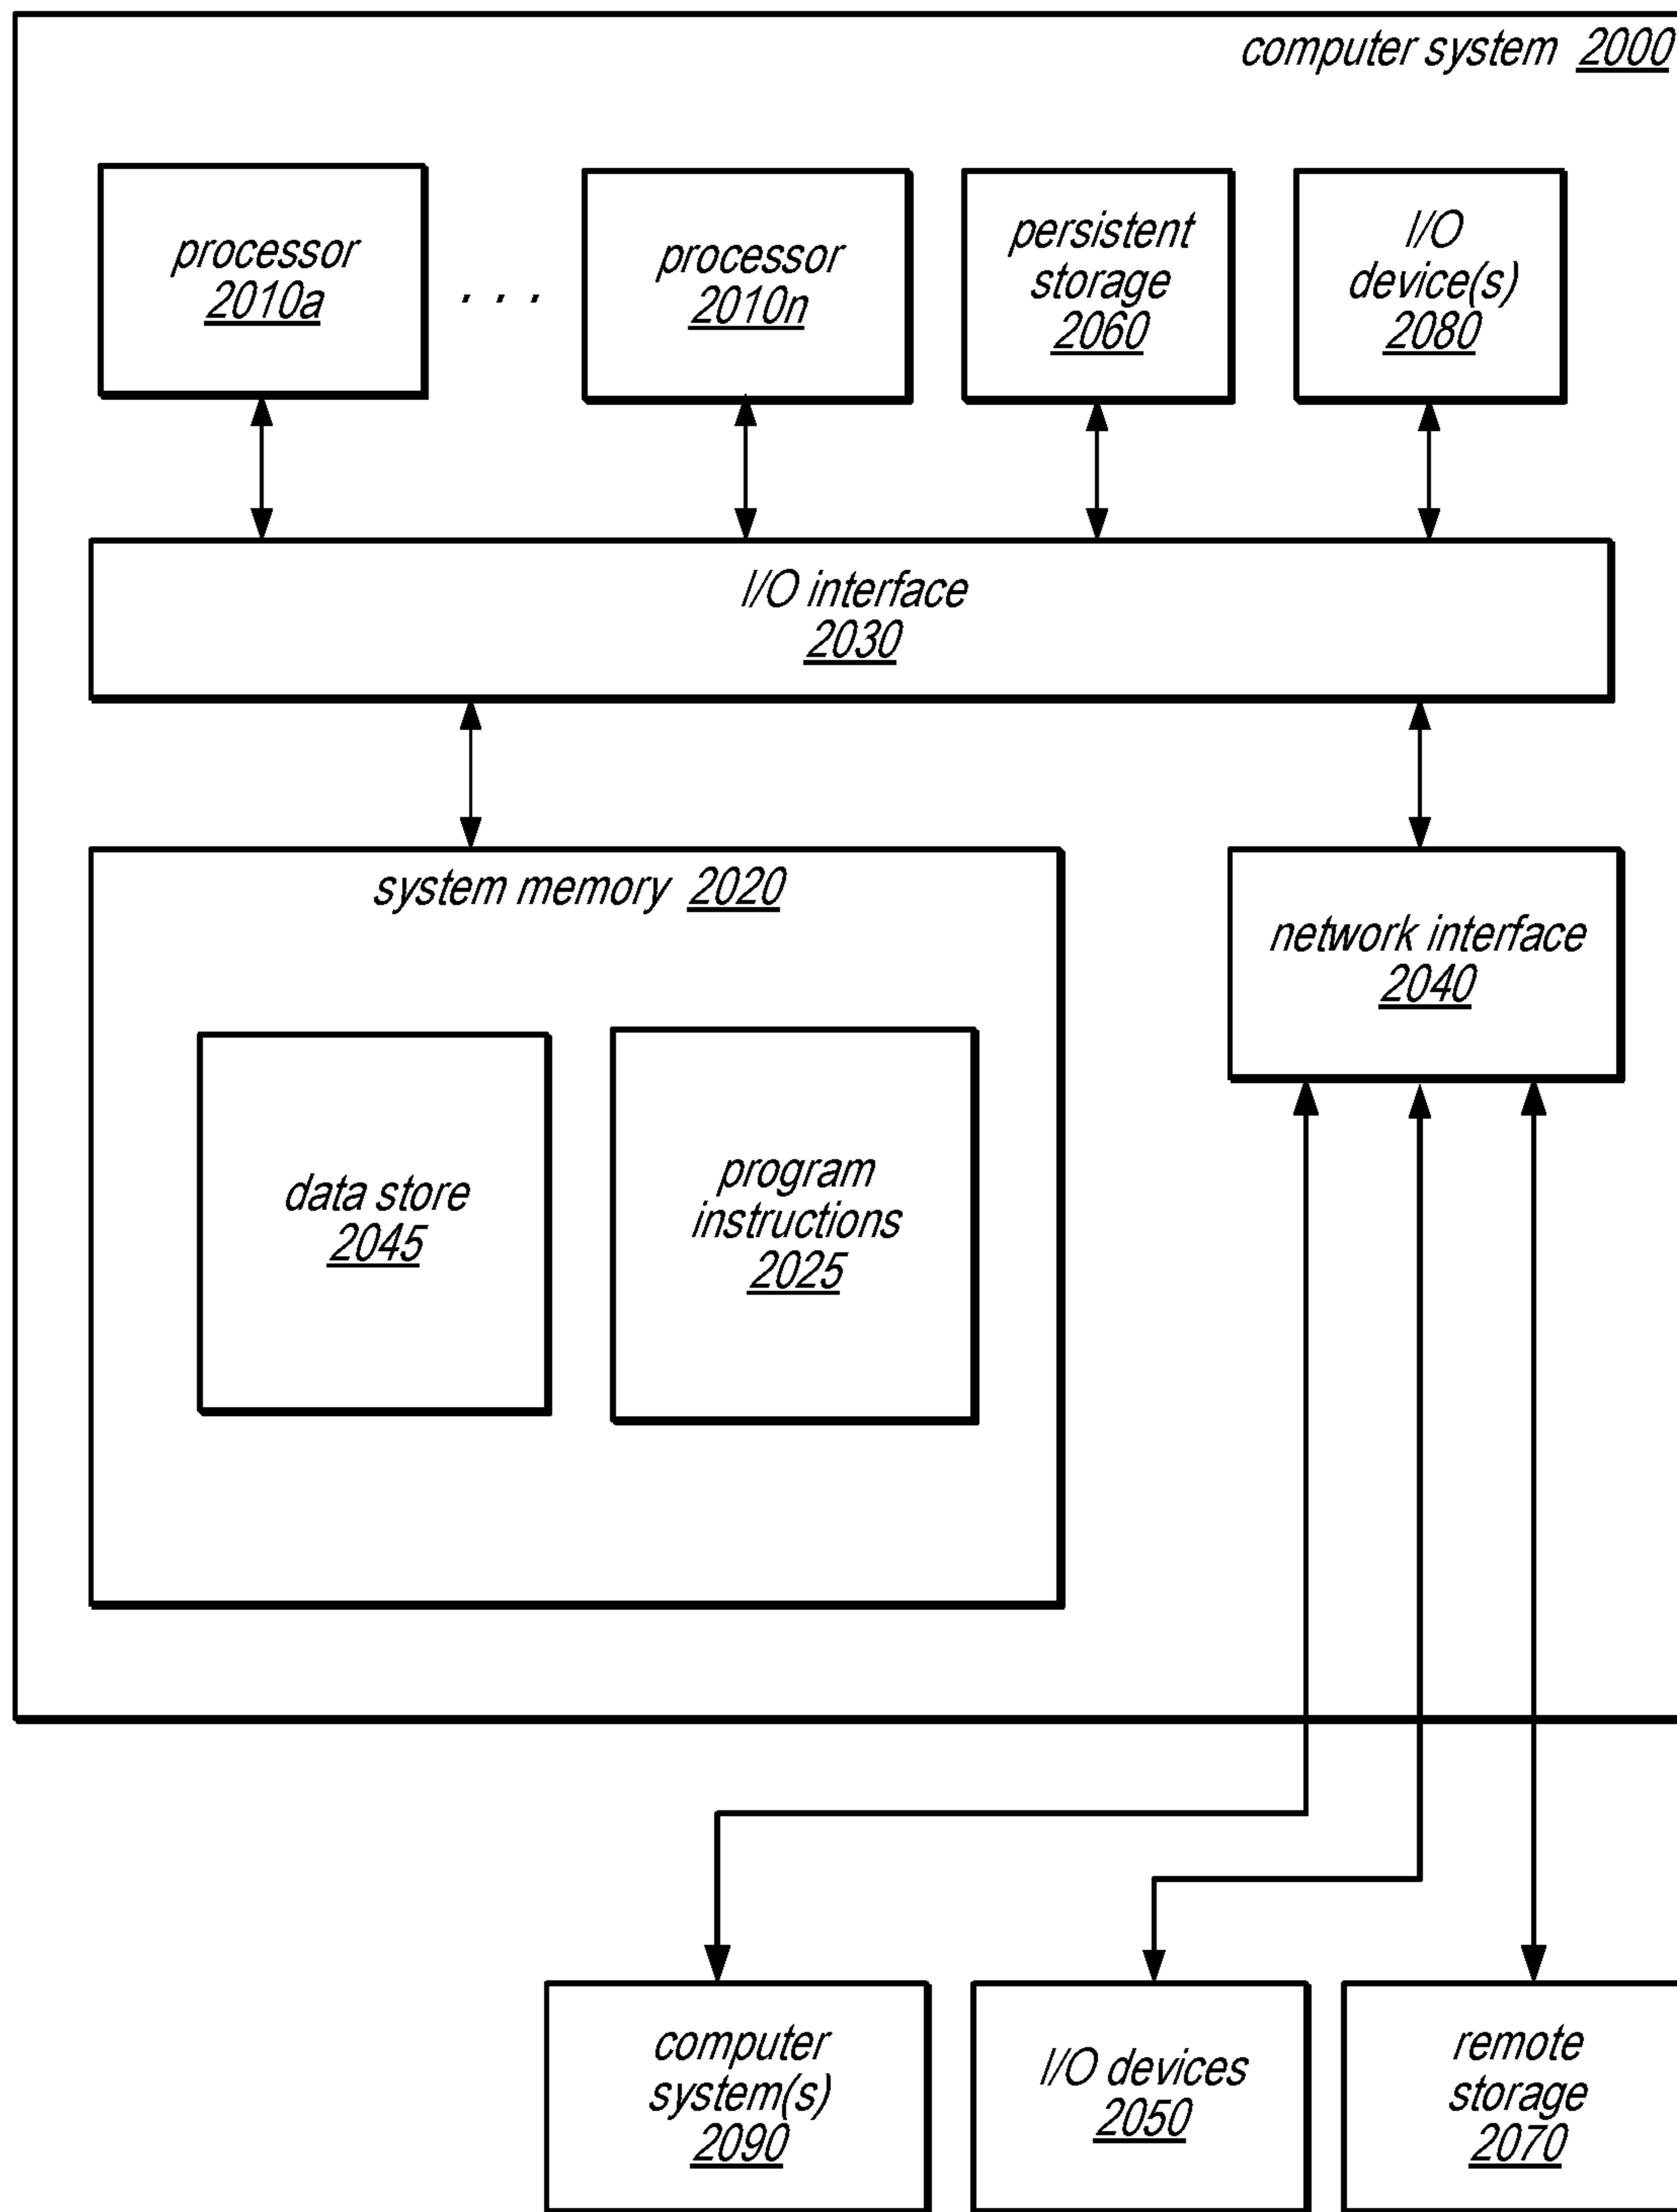 computer system 2000
processor
2010a
. . .
processor
2010n
persistent
storage
2060
I/O
device(s)
2080
I/O interface
2030
system memory 2020
network interface
2040
data store
2045
program
instructions
2025
computer
system(s)
2090
I/O devices
2050
remote
storage
2070